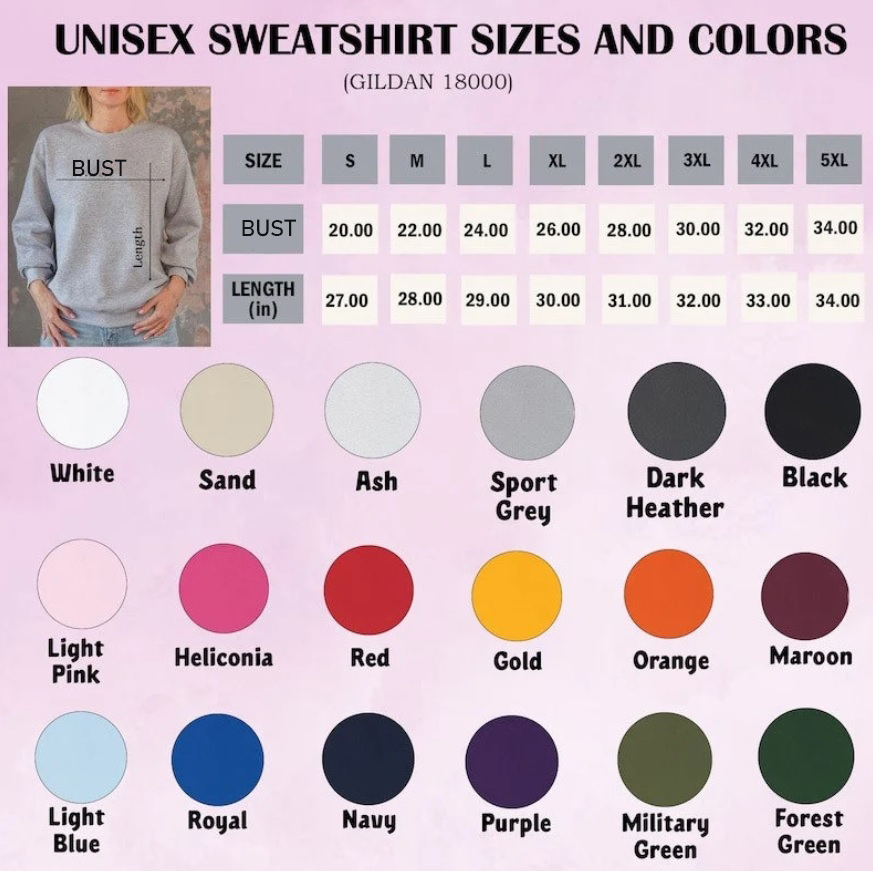 UNISEX SWEATSHIRT SIZES AND COLORS
(GILDAN 18000)
BUST
Length
SIZE S M L XL 2XL 3XL 4XL 5XL
BUST 20.00 22.00 24.00 26.00 28.00 30.00 32.00 34.00
LENGTH
(in) 27.00 28.00 29.00 30.00 31.00 32.00 33.00 34.00
White Sand Ash Sport
Grey Dark
Heather Black
Light
Pink Heliconia Red Gold Orange Maroon
Light
Blue Royal Navy Purple Military
Green Forest
Green